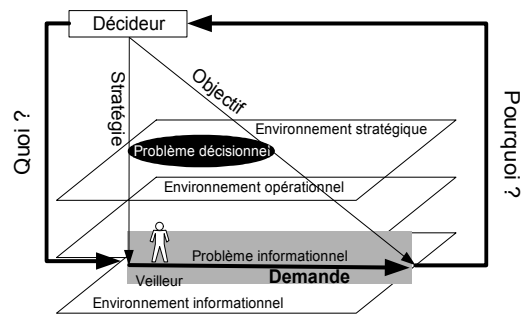 Décideur
Quoi ?
Stratégie
Objectif
Pourquoi ?
Environnement stratégique
Problème décisionnel
Environnement opérationnel
Problème informationnel
Veilleur
Demande
Environnement informationnel